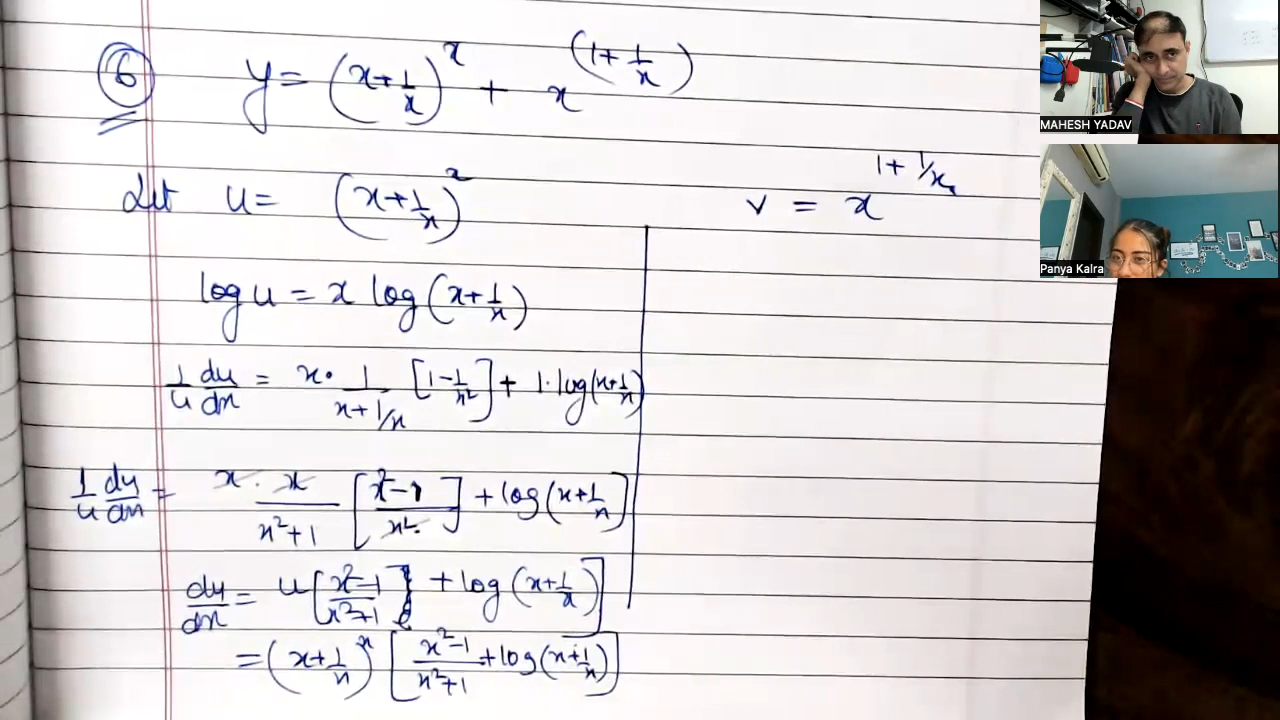 6 y = (x + 1/x)^x + x^(1 + 1/x)
Let u = (x + 1/x)^x
v = x^(1 + 1/x)
log u = x log(x + 1/x)
1/u du/dx = x · 1/(x + 1/x) [1 - 1/x²] + 1 · log(x + 1/x)
1/u du/dx = x · x/(x² + 1) [(x² - 1)/x²] + log(x + 1/x)
du/dx = u [(x² - 1)/(x² + 1) + log(x + 1/x)]
= (x + 1/x)^x [(x² - 1)/(x² + 1) + log(x + 1/x)]
MAHESH YADAV
Panya Kalra